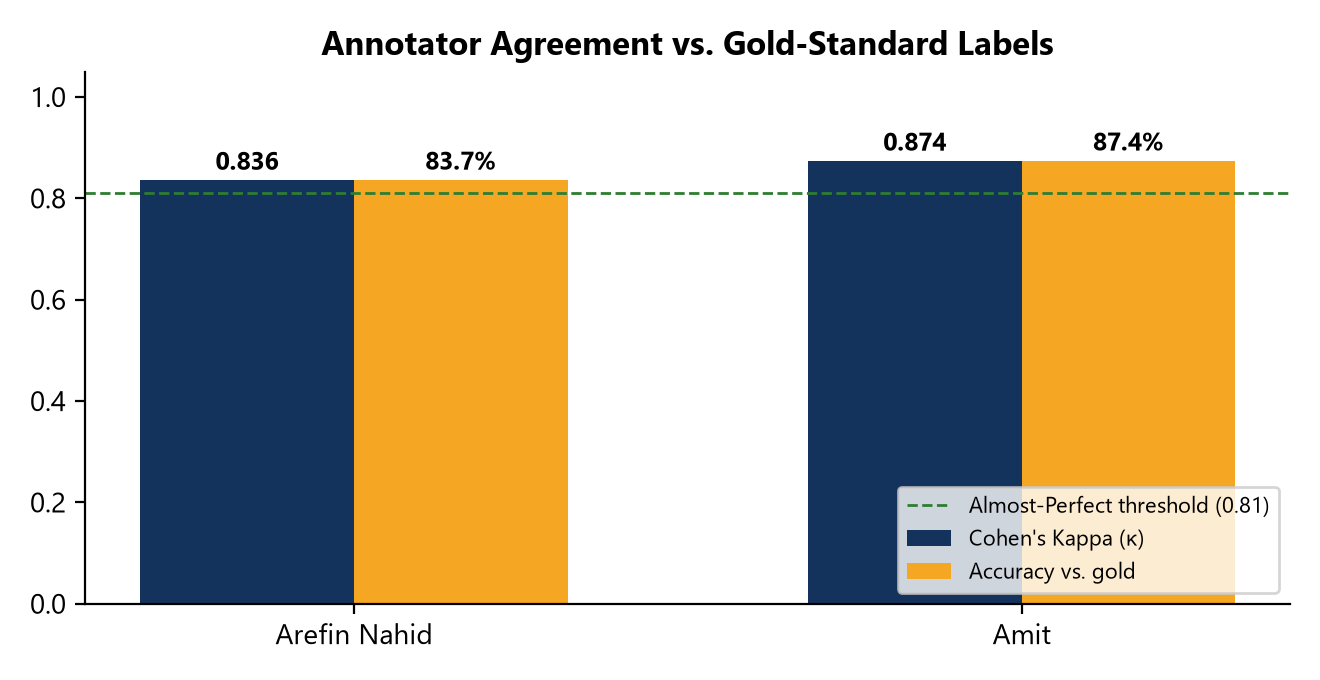 Annotator Agreement vs. Gold-Standard Labels
1.0
0.8
0.6
0.4
0.2
0.0
0.836
83.7%
0.874
87.4%
Almost-Perfect threshold (0.81)
Cohen's Kappa (κ)
Accuracy vs. gold
Arefin Nahid
Amit